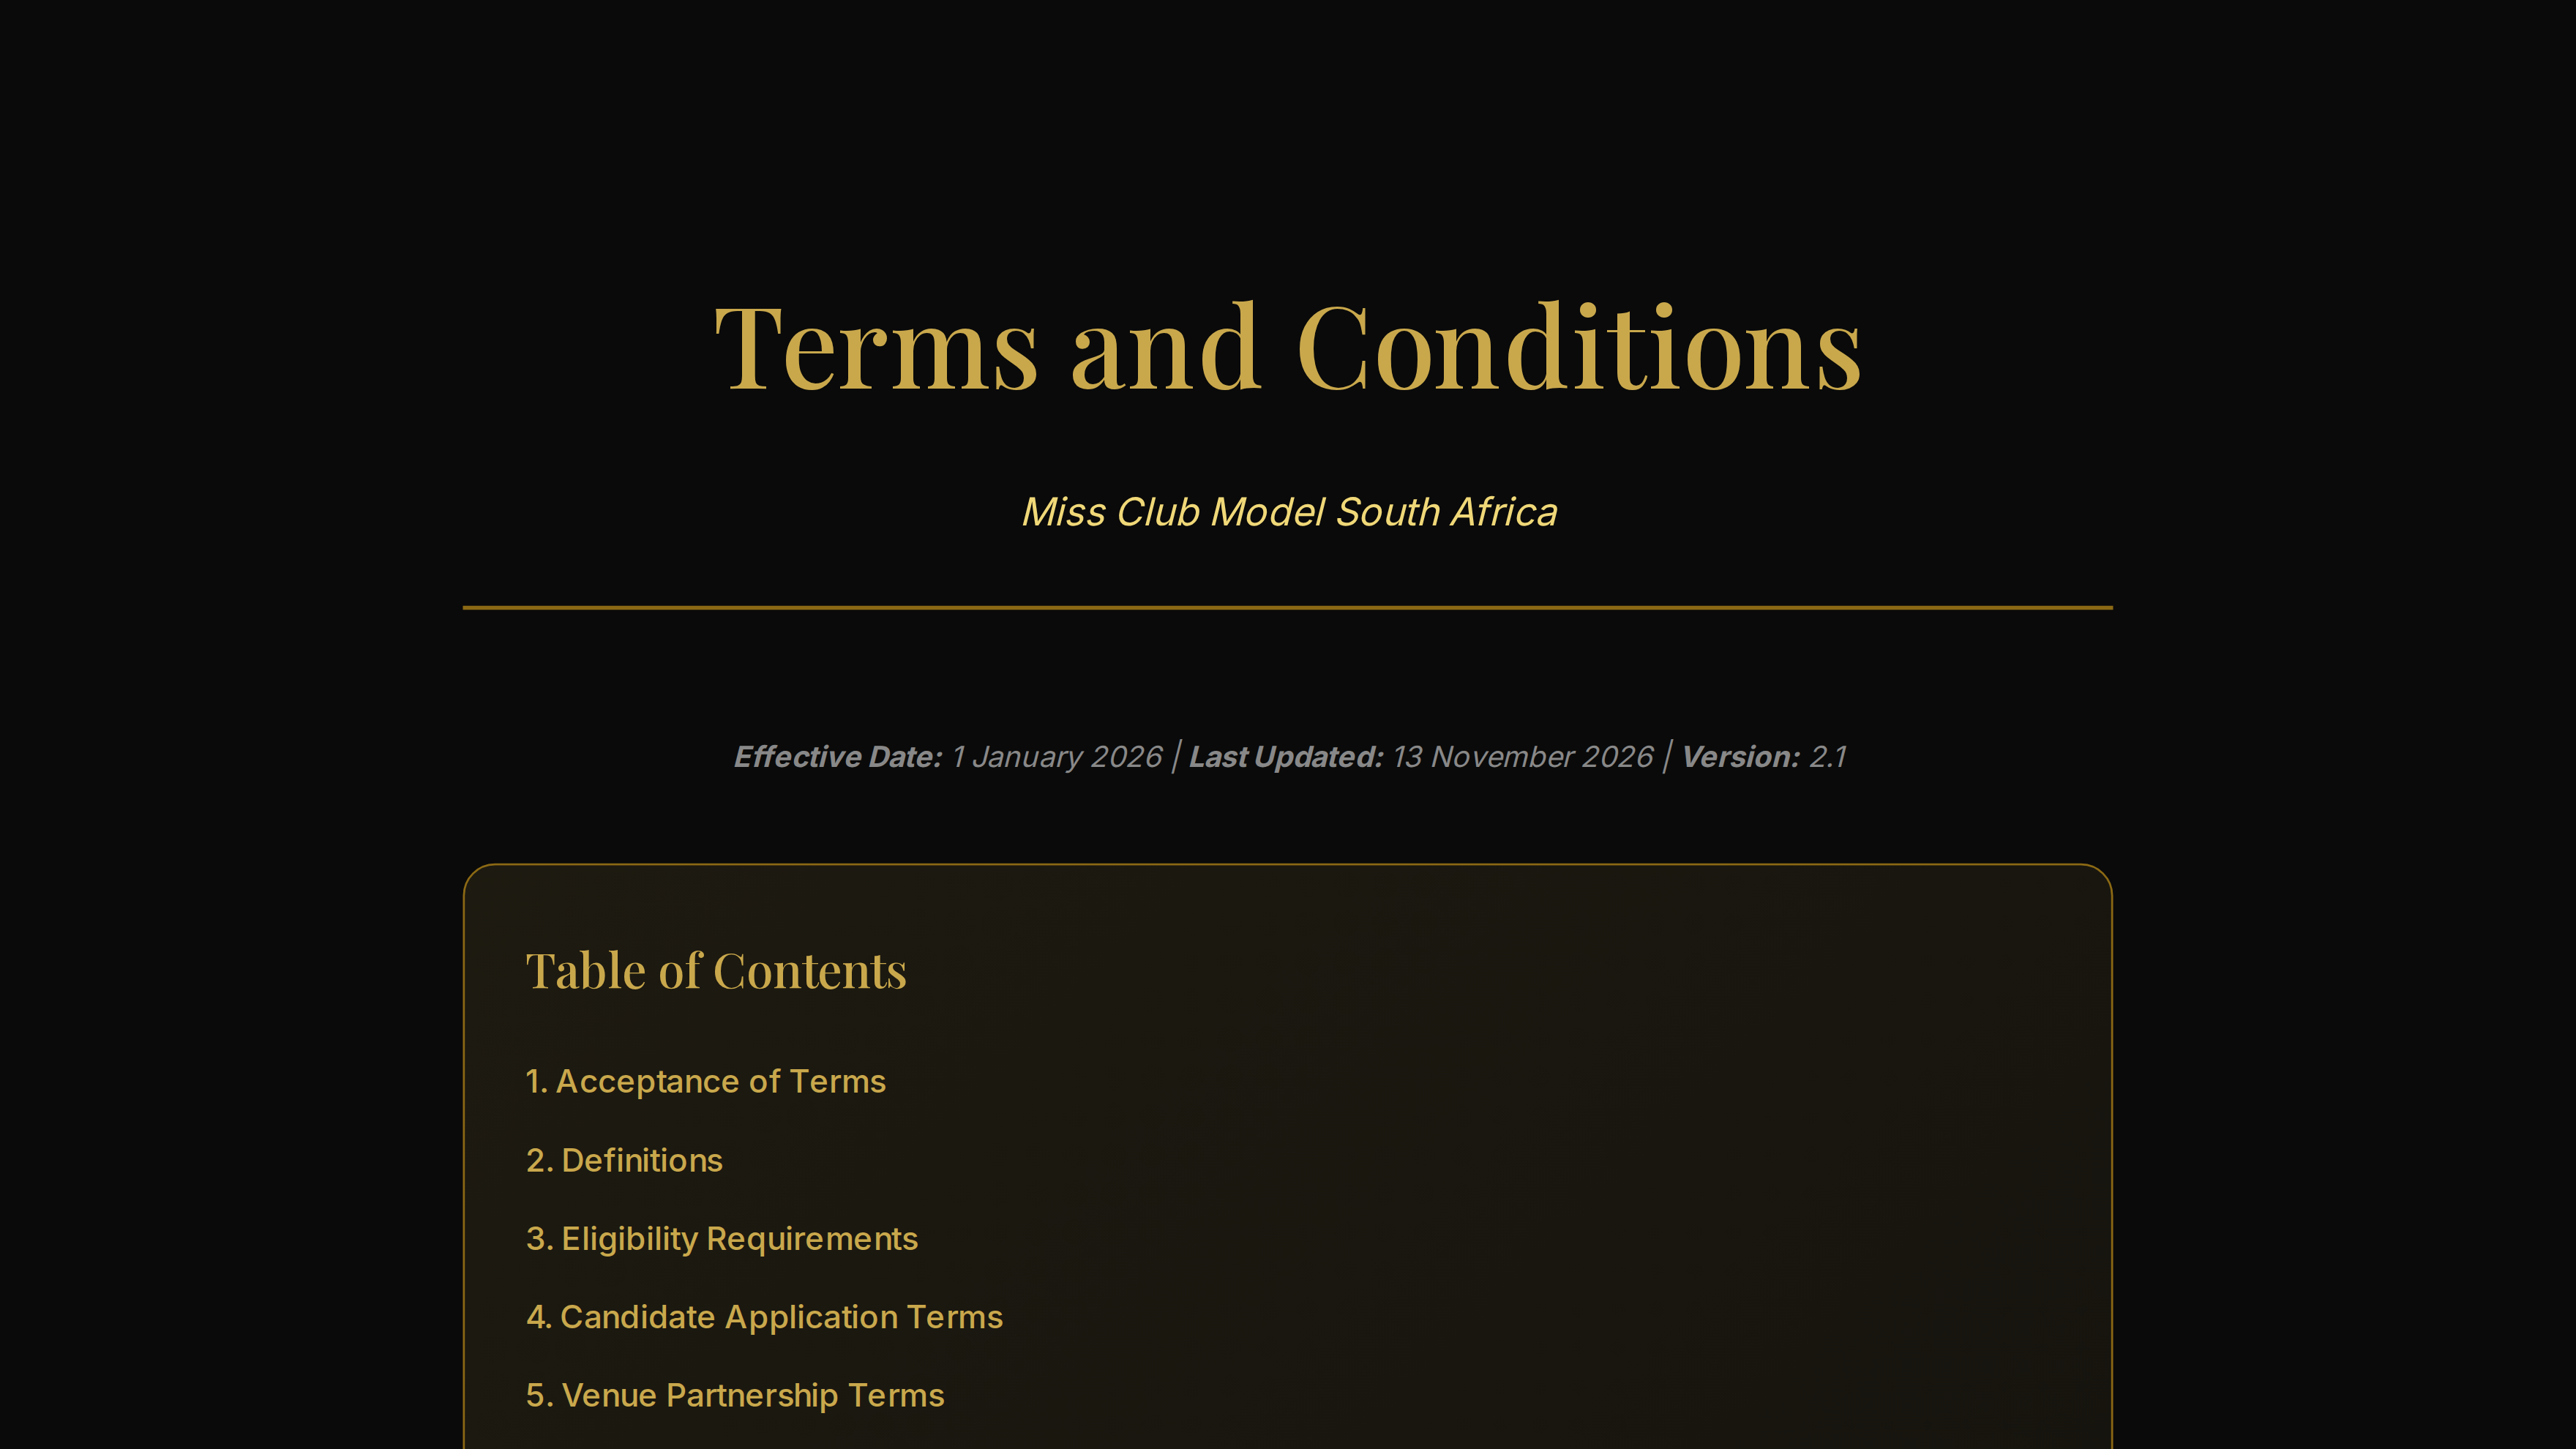 Terms and Conditions
Miss Club Model South Africa
Effective Date: 1 January 2026 | Last Updated: 13 November 2026 | Version: 2.1
Table of Contents
1. Acceptance of Terms
2. Definitions
3. Eligibility Requirements
4. Candidate Application Terms
5. Venue Partnership Terms